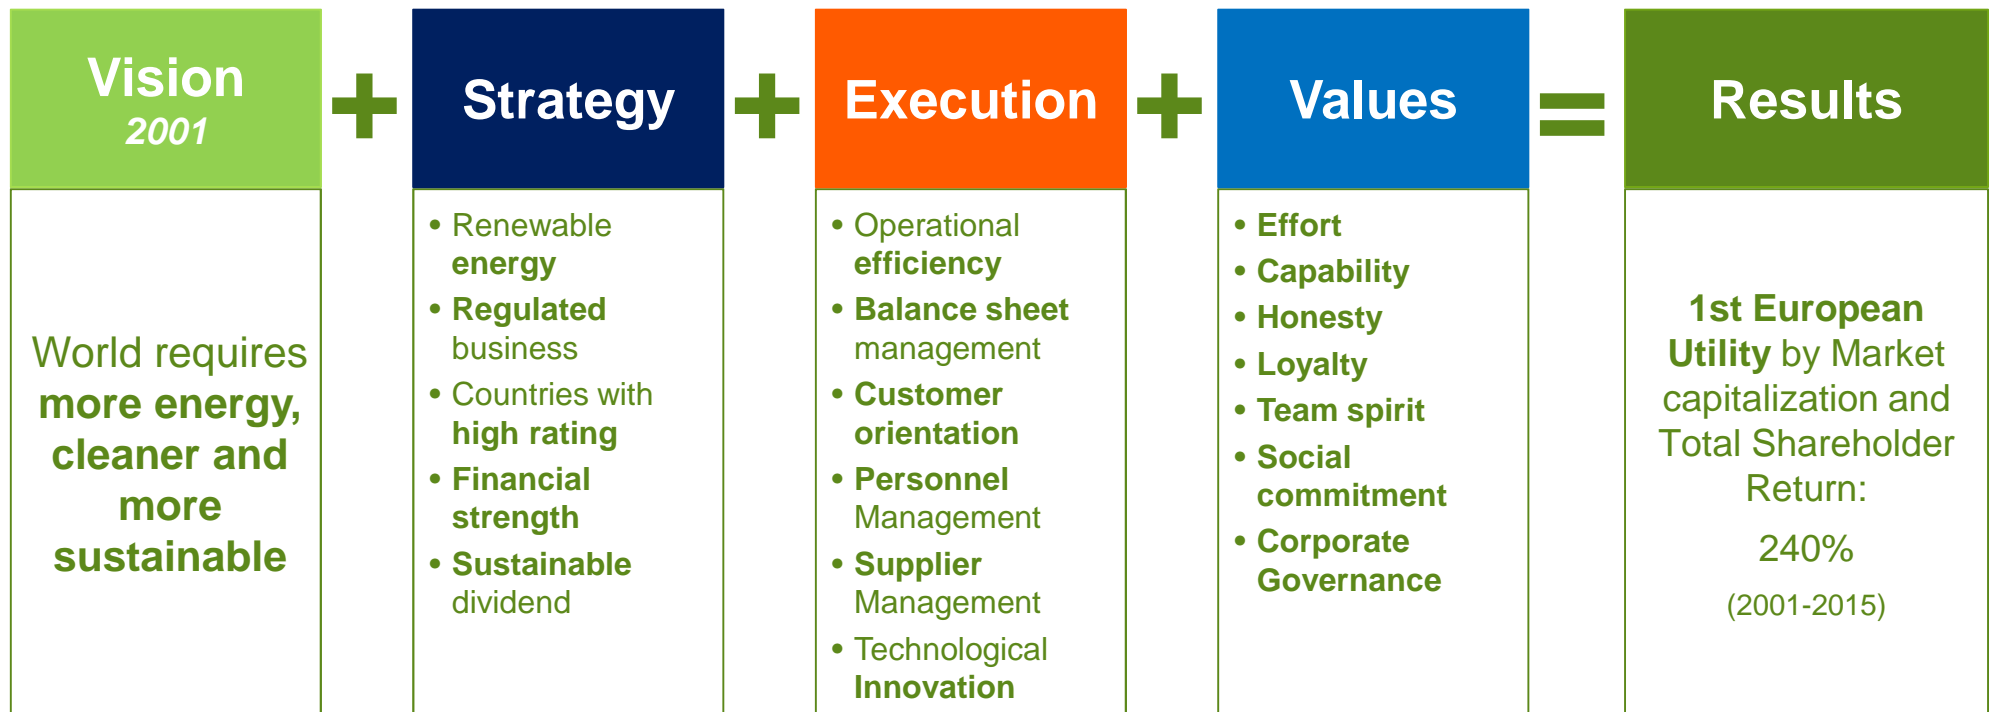 Vision
2001
World requires
more energy,
cleaner and
more
sustainable
+
Strategy
• Renewable
energy
• Regulated
business
• Countries with
high rating
• Financial
strength
• Sustainable
dividend
+
Execution
• Operational
efficiency
• Balance sheet
management
• Customer
orientation
• Personnel
Management
• Supplier
Management
• Technological
Innovation
+
Values
• Effort
• Capability
• Honesty
• Loyalty
• Team spirit
• Social
commitment
• Corporate
Governance
=
Results
1st European
Utility by Market
capitalization and
Total Shareholder
Return:
240%
(2001-2015)